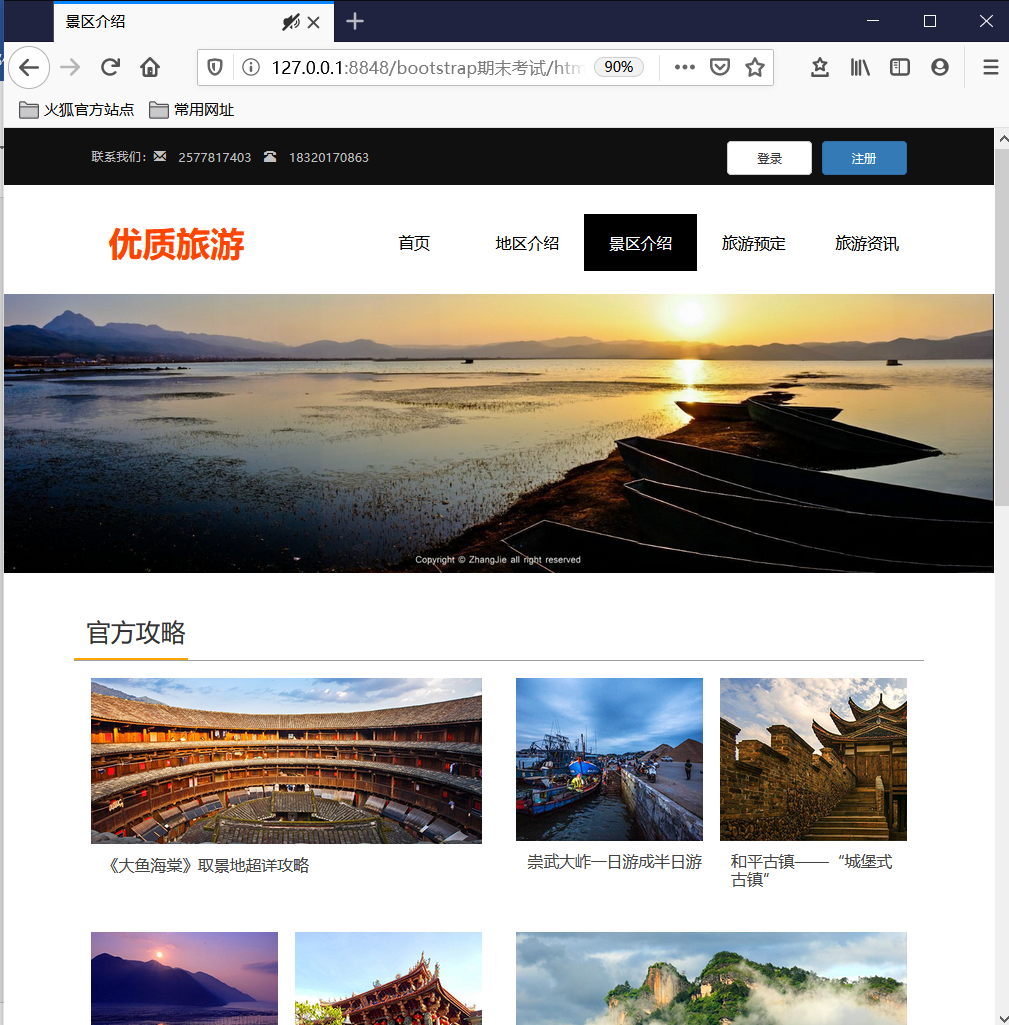 景区介绍
127.0.0.1:8848/bootstrap期末考试/htm
90%
火狐官方站点 常用网址
联系我们: 2577817403 18320170863
登录 注册
优质旅游
首页 地区介绍 景区介绍 旅游预定 旅游资讯
Copyright © ZhangJie all right reserved
官方攻略
《大鱼海棠》取景地超详攻略
崇武大岞一日游成半日游
和平古镇——“城堡式
古镇”